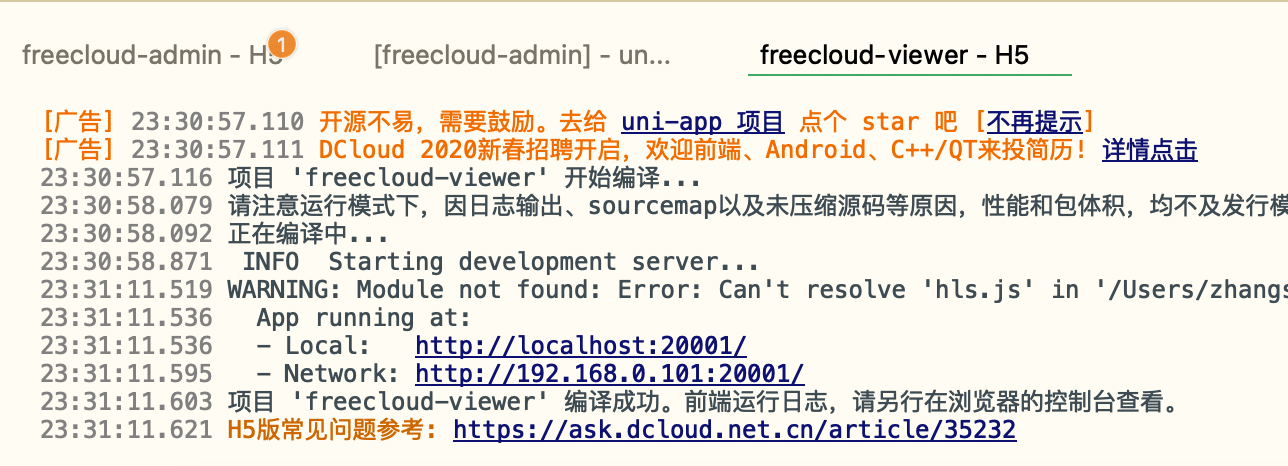 freecloud-admin - H5 1
[freecloud-admin] - un...
freecloud-viewer - H5
[广告] 23:30:57.110 开源不易，需要鼓励。去给 uni-app 项目 点个 star 吧 [不再提示]
[广告] 23:30:57.111 DCloud 2020新春招聘开启，欢迎前端、Android、C++/QT来投简历! 详情点击
23:30:57.116 项目 'freecloud-viewer' 开始编译...
23:30:58.079 请注意运行模式下，因日志输出、sourcemap以及未压缩源码等原因，性能和包体积，均不及发行模
23:30:58.092 正在编译中...
23:30:58.871 INFO Starting development server...
23:31:11.519 WARNING: Module not found: Error: Can't resolve 'hls.js' in '/Users/zhangs
23:31:11.536 App running at:
23:31:11.536 - Local: http://localhost:20001/
23:31:11.595 - Network: http://192.168.0.101:20001/
23:31:11.603 项目 'freecloud-viewer' 编译成功。前端运行日志，请另行在浏览器的控制台查看。
23:31:11.621 H5版常见问题参考: https://ask.dcloud.net.cn/article/35232